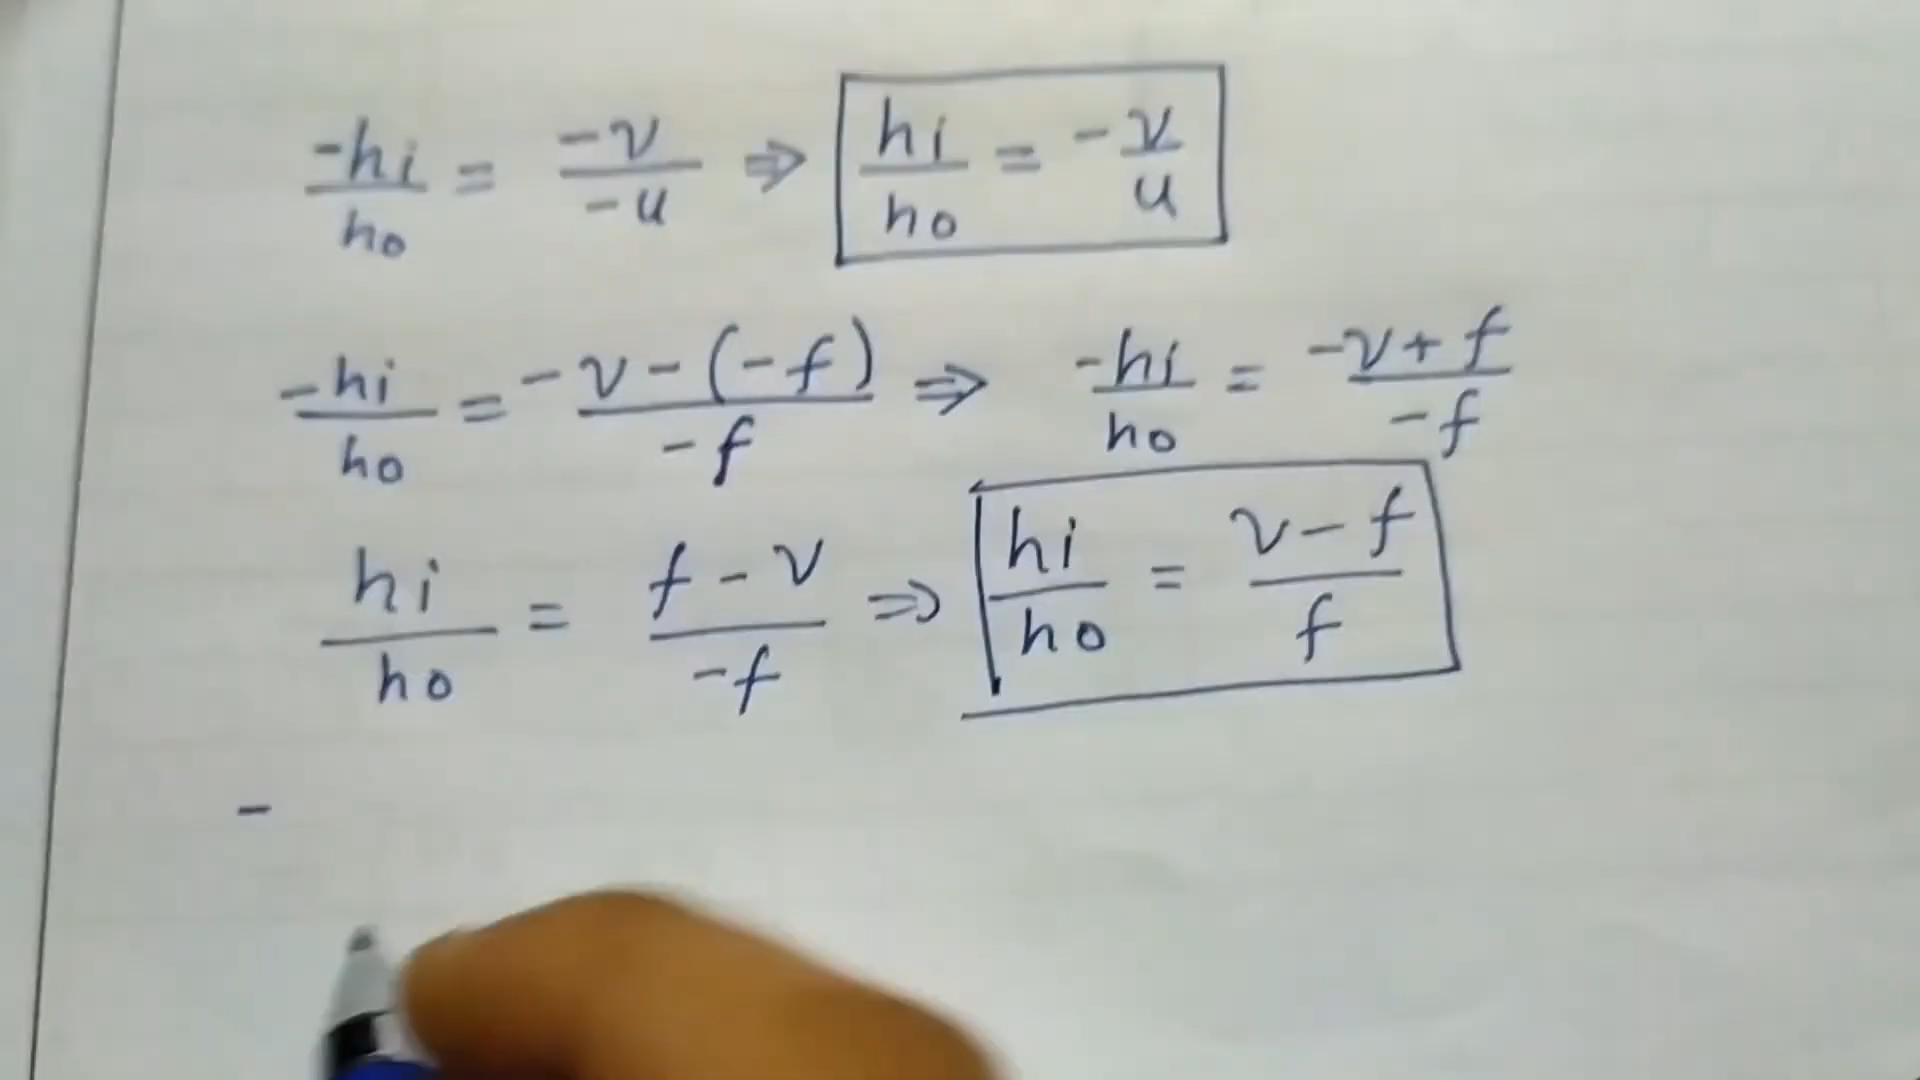 -hi/ho = -v/-u ⇒ hi/ho = -v/u
-hi/ho = -v-(-f)/-f ⇒ -hi/ho = -v+f/-f
hi/ho = f-v/-f ⇒ hi/ho = v-f/f
-